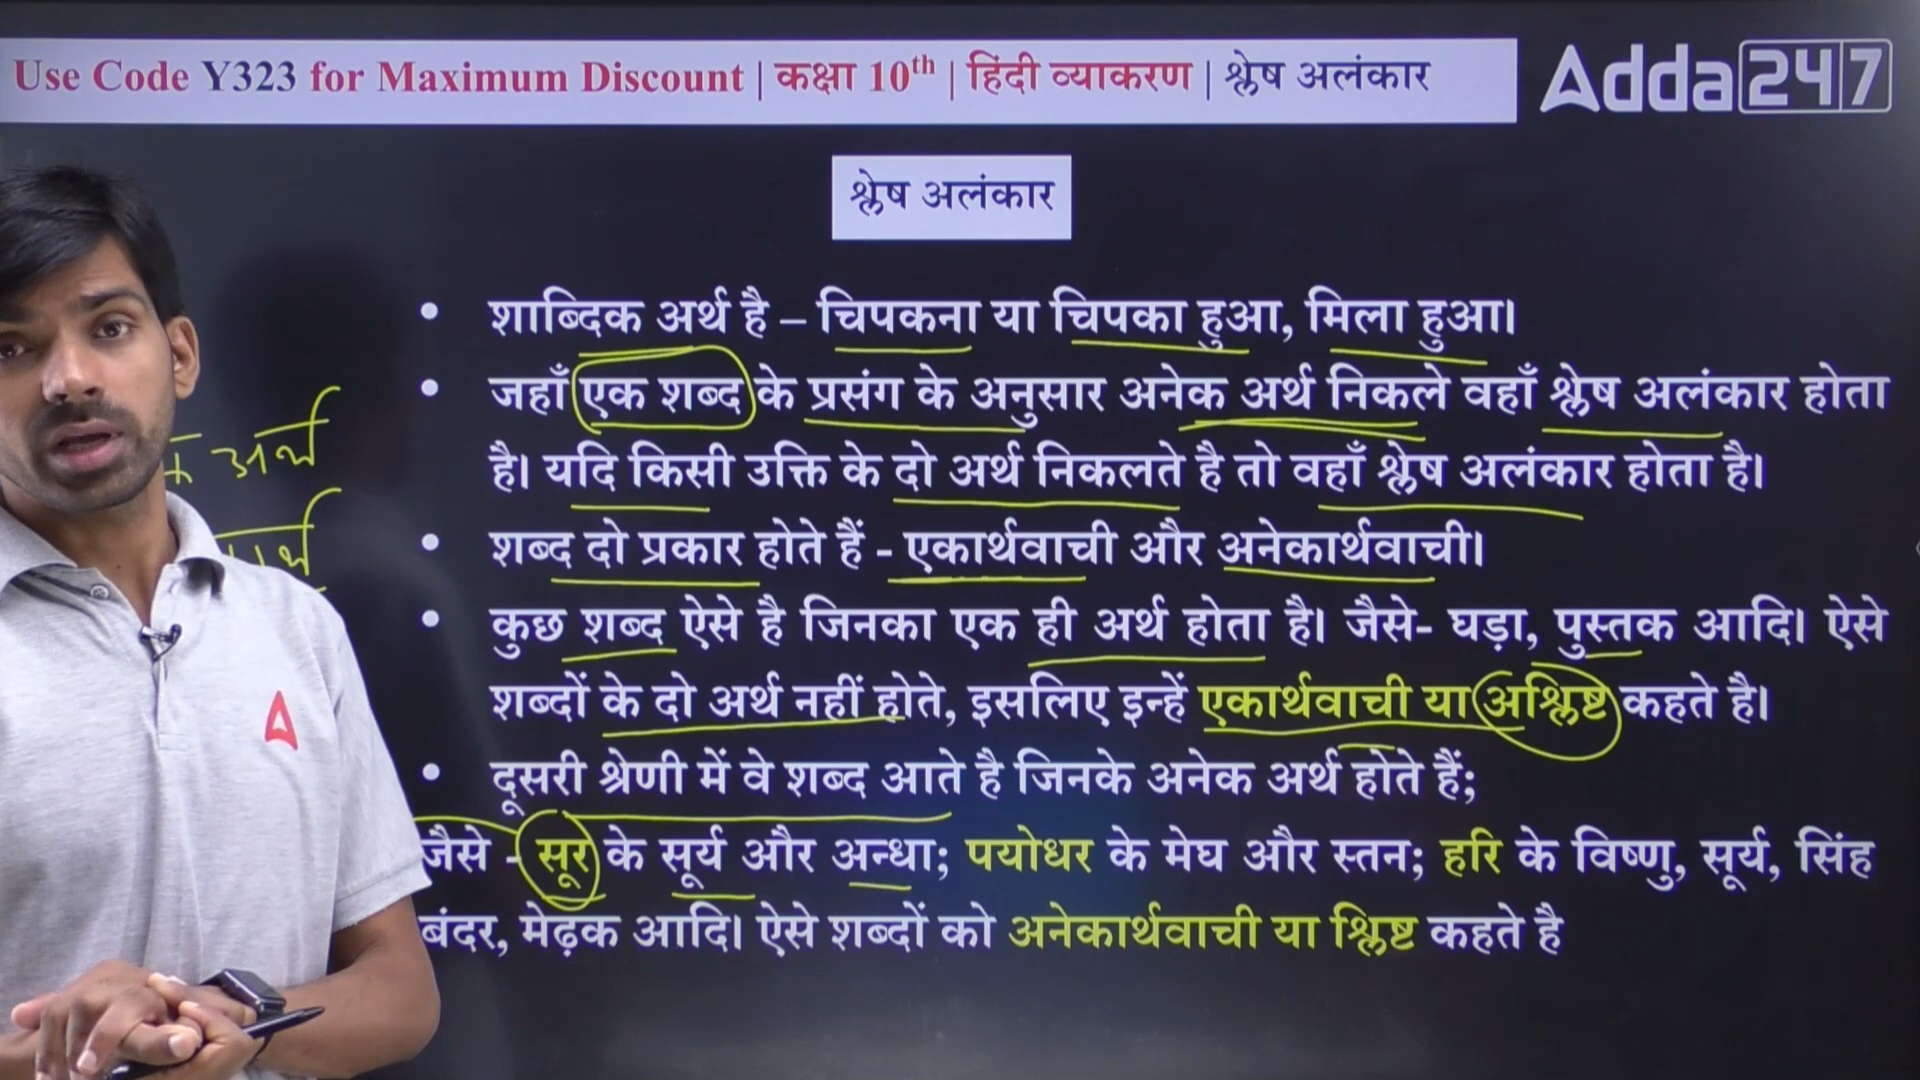 Use Code Y323 for Maximum Discount | कक्षा 10th | हिंदी व्याकरण | श्लेष अलंकार
Adda 247
श्लेष अलंकार
• शाब्दिक अर्थ है – चिपकना या चिपका हुआ, मिला हुआ।
• जहाँ एक शब्द के प्रसंग के अनुसार अनेक अर्थ निकले वहाँ श्लेष अलंकार होता
है। यदि किसी उक्ति के दो अर्थ निकलते है तो वहाँ श्लेष अलंकार होता है।
• शब्द दो प्रकार होते हैं - एकार्थवाची और अनेकार्थवाची।
• कुछ शब्द ऐसे है जिनका एक ही अर्थ होता है। जैसे- घड़ा, पुस्तक आदि। ऐसे
शब्दों के दो अर्थ नहीं होते, इसलिए इन्हें एकार्थवाची या अश्लिष्ट कहते है।
• दूसरी श्रेणी में वे शब्द आते है जिनके अनेक अर्थ होते हैं;
जैसे - सूर के सूर्य और अन्धा; पयोधर के मेघ और स्तन; हरि के विष्णु, सूर्य, सिंह
बंदर, मेढ़क आदि। ऐसे शब्दों को अनेकार्थवाची या श्लिष्ट कहते है
अर्थ